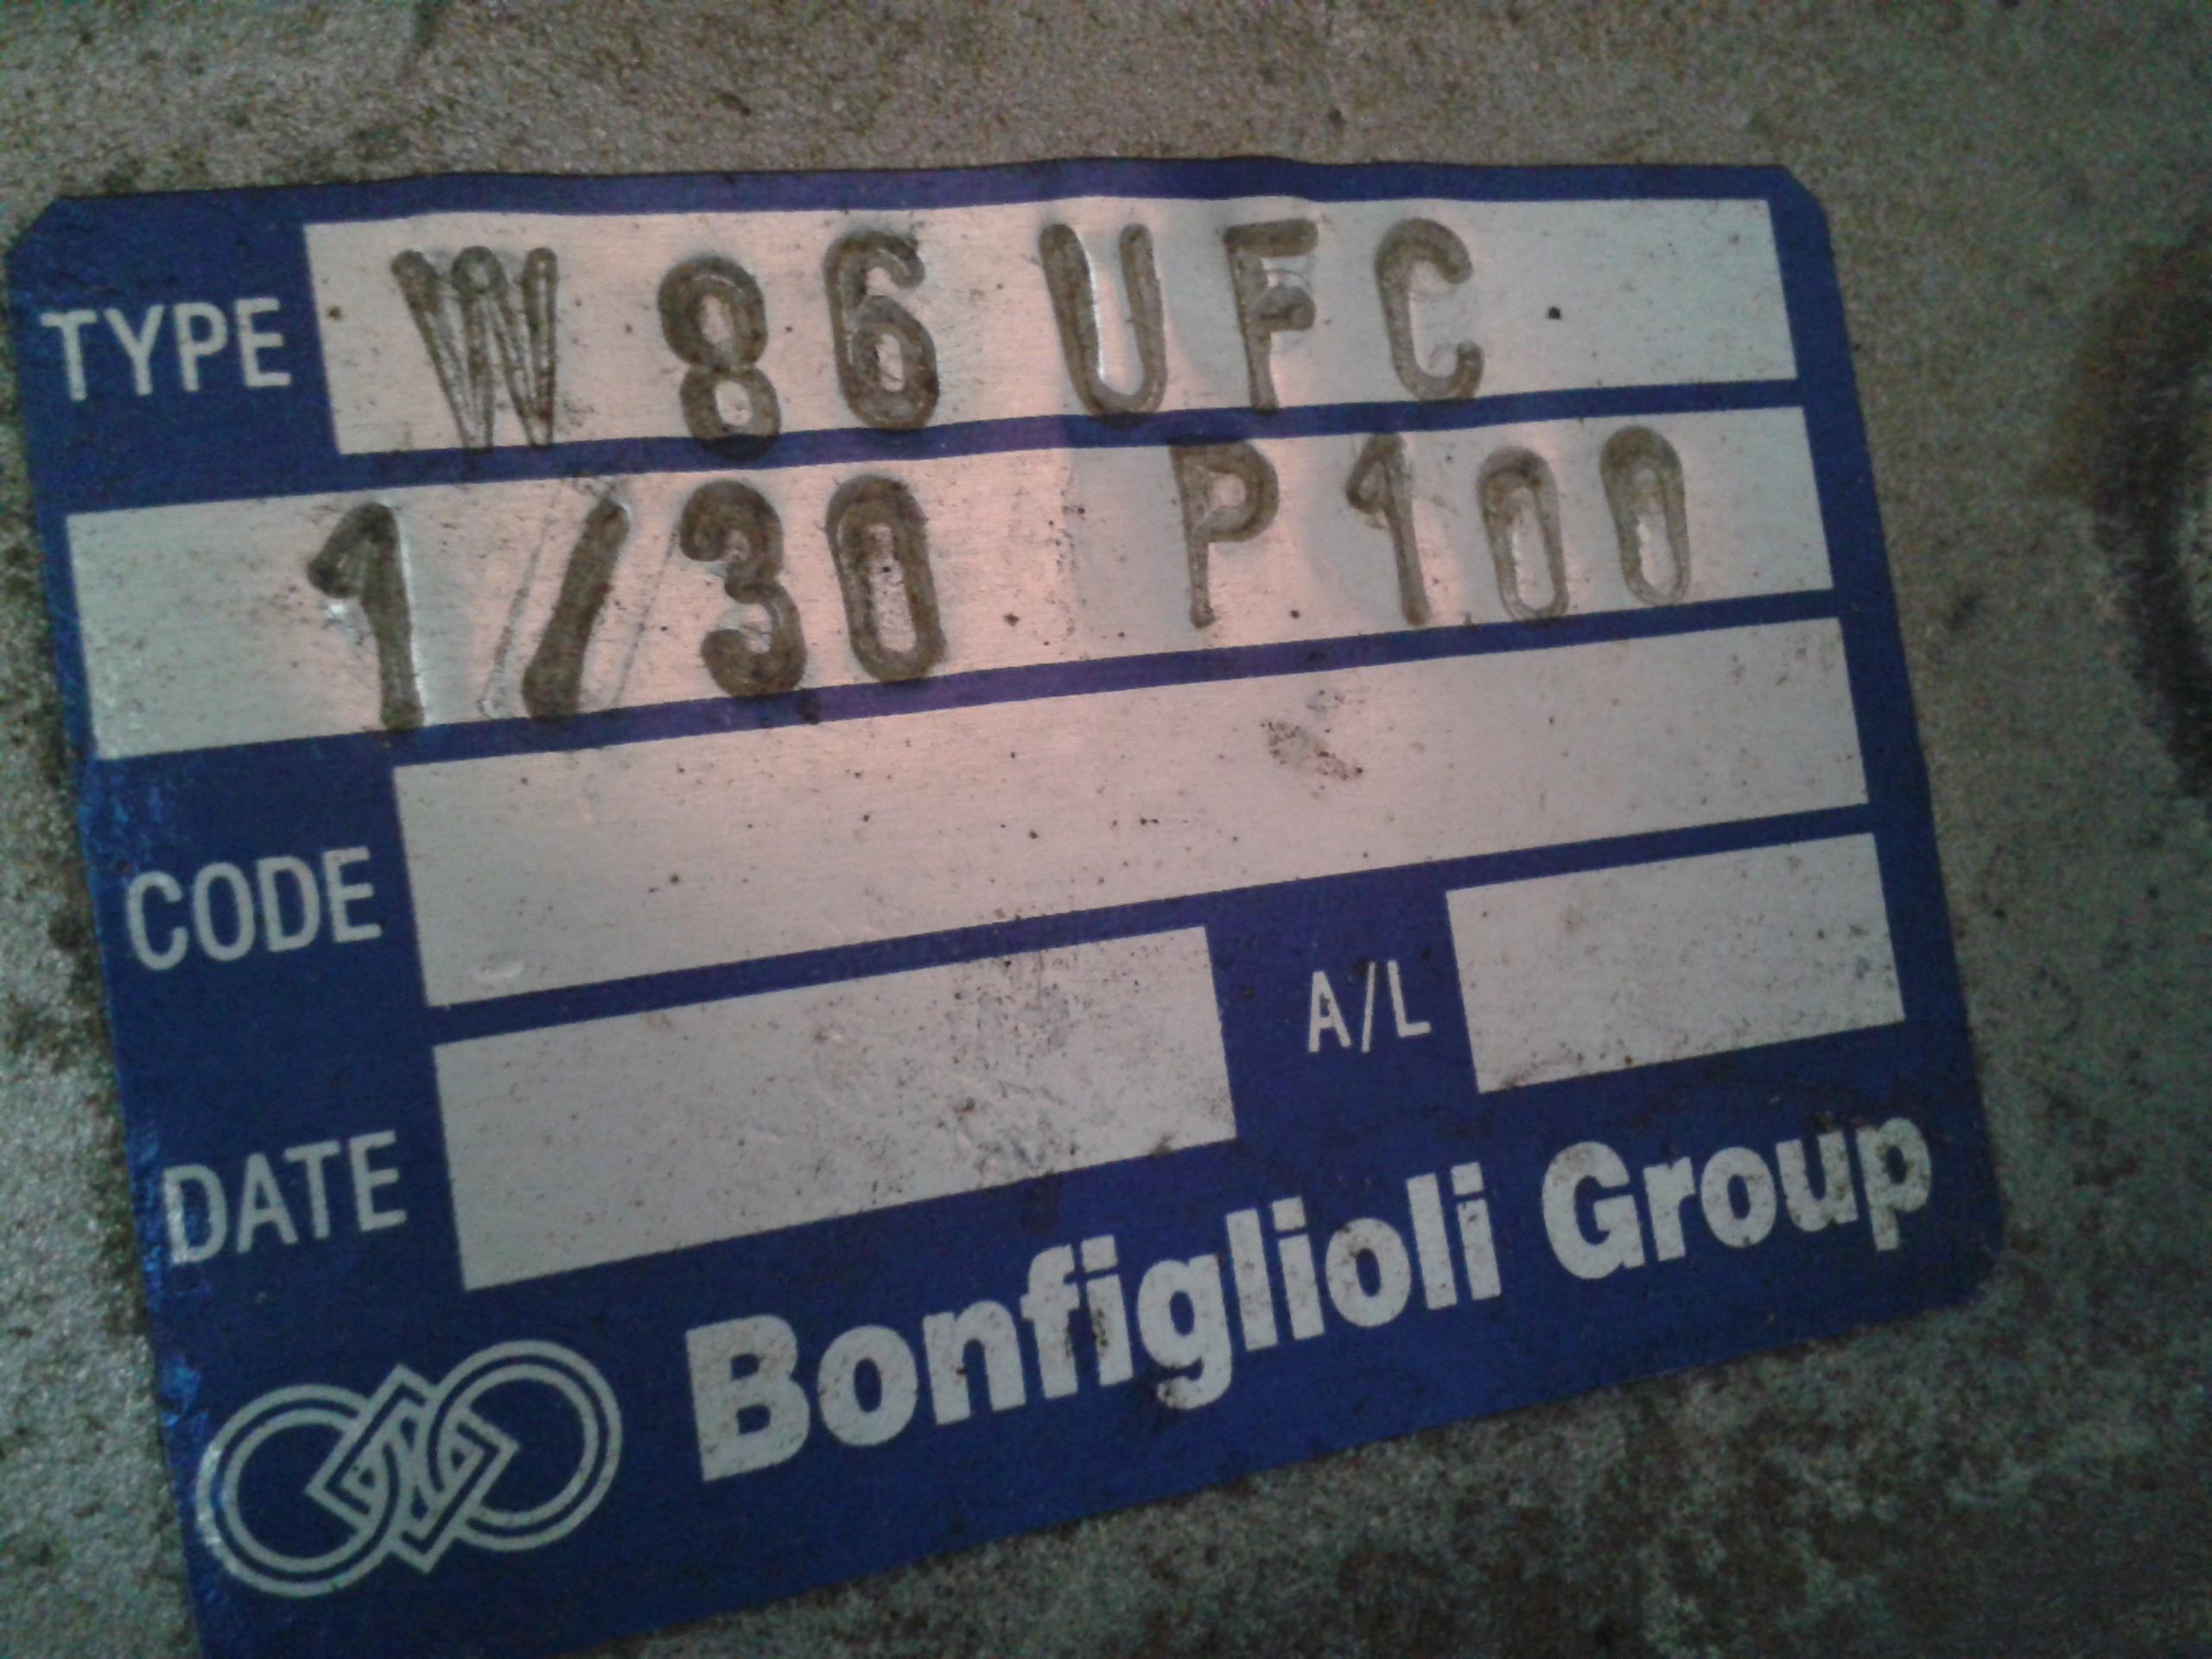 TYPE W 86 UFC
1/30 P100
CODE
DATE A/L
Bonfiglioli Group